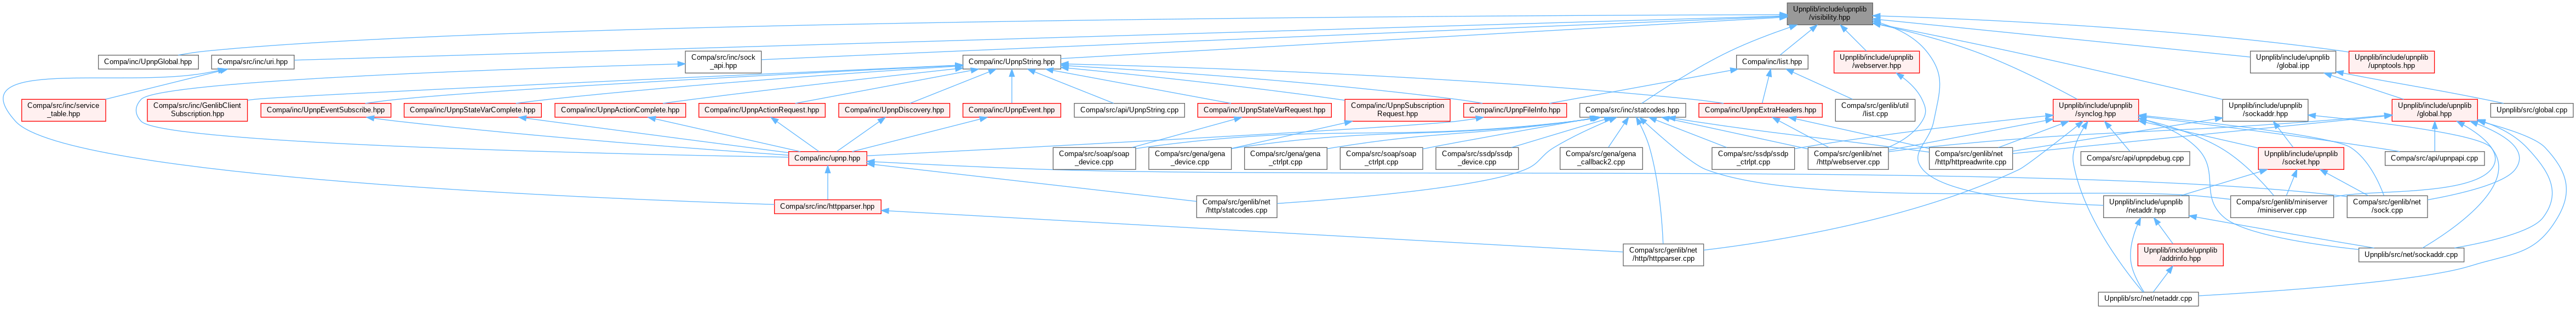 Upnplib/include/upnplib
/visibility.hpp
Compa/inc/UpnpGlobal.hpp
Compa/src/inc/uri.hpp
Compa/src/inc/sock
_api.hpp
Compa/inc/UpnpString.hpp
Compa/inc/list.hpp
Upnplib/include/upnplib
/webserver.hpp
Upnplib/include/upnplib
/global.ipp
Upnplib/include/upnplib
/upnptools.hpp
Compa/src/inc/service
_table.hpp
Compa/src/inc/GenlibClient
Subscription.hpp
Compa/inc/UpnpEventSubscribe.hpp
Compa/inc/UpnpStateVarComplete.hpp
Compa/inc/UpnpActionComplete.hpp
Compa/inc/UpnpActionRequest.hpp
Compa/inc/UpnpDiscovery.hpp
Compa/inc/UpnpEvent.hpp
Compa/src/api/UpnpString.cpp
Compa/inc/UpnpStateVarRequest.hpp
Compa/inc/UpnpSubscription
Request.hpp
Compa/inc/UpnpFileInfo.hpp
Compa/src/inc/statcodes.hpp
Compa/inc/UpnpExtraHeaders.hpp
Compa/src/genlib/util
/list.cpp
Upnplib/include/upnplib
/synclog.hpp
Upnplib/include/upnplib
/sockaddr.hpp
Upnplib/include/upnplib
/global.hpp
Upnplib/src/global.cpp
Compa/inc/upnp.hpp
Compa/src/soap/soap
_device.cpp
Compa/src/gena/gena
_device.cpp
Compa/src/gena/gena
_ctrlpt.cpp
Compa/src/soap/soap
_ctrlpt.cpp
Compa/src/ssdp/ssdp
_device.cpp
Compa/src/gena/gena
_callback2.cpp
Compa/src/ssdp/ssdp
_ctrlpt.cpp
Compa/src/genlib/net
/http/webserver.cpp
Compa/src/genlib/net
/http/httpreadwrite.cpp
Compa/src/api/upnpdebug.cpp
Upnplib/include/upnplib
/socket.hpp
Compa/src/api/upnpapi.cpp
Compa/src/inc/httpparser.hpp
Compa/src/genlib/net
/http/statcodes.cpp
Upnplib/include/upnplib
/netaddr.hpp
Compa/src/genlib/miniserver
/miniserver.cpp
Compa/src/genlib/net
/sock.cpp
Compa/src/genlib/net
/http/httpparser.cpp
Upnplib/include/upnplib
/addrinfo.hpp
Upnplib/src/net/sockaddr.cpp
Upnplib/src/net/netaddr.cpp